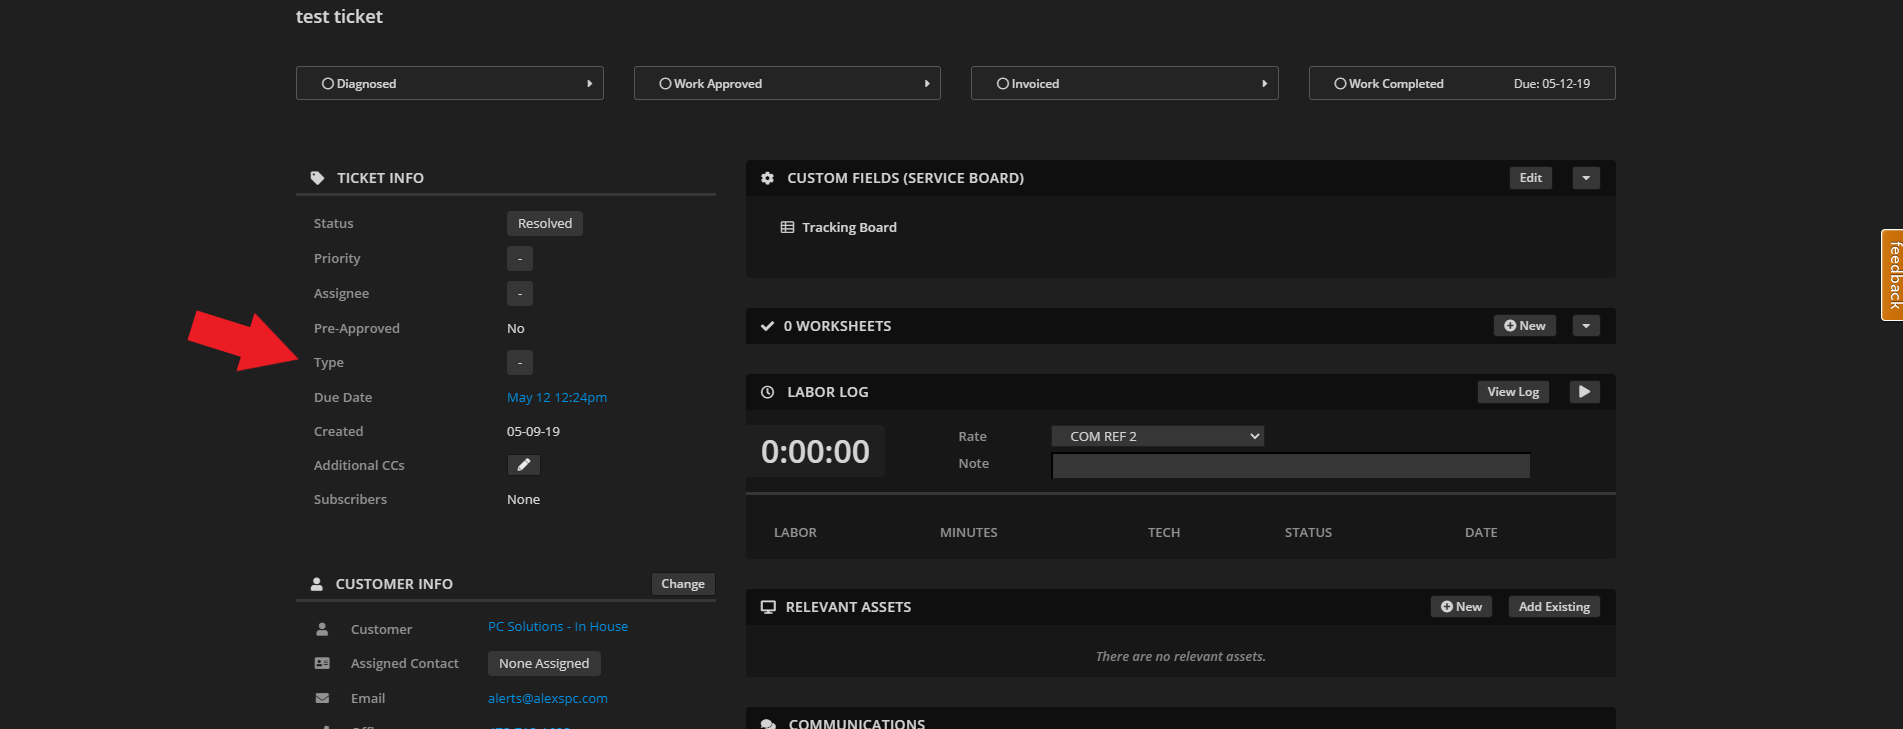 test ticket
Diagnosed
Work Approved
Invoiced
Work Completed Due: 05-12-19
TICKET INFO
Status Resolved
Priority -
Assignee -
Pre-Approved No
Type -
Due Date May 12 12:24pm
Created 05-09-19
Additional CCs
Subscribers None
CUSTOMER INFO Change
Customer PC Solutions - In House
Assigned Contact None Assigned
Email alerts@alexspc.com
CUSTOM FIELDS (SERVICE BOARD) Edit
Tracking Board
0 WORKSHEETS New
LABOR LOG View Log
0:00:00
Rate COM REF 2
Note
LABOR MINUTES TECH STATUS DATE
RELEVANT ASSETS New Add Existing
There are no relevant assets.
COMMUNICATIONS
feedback